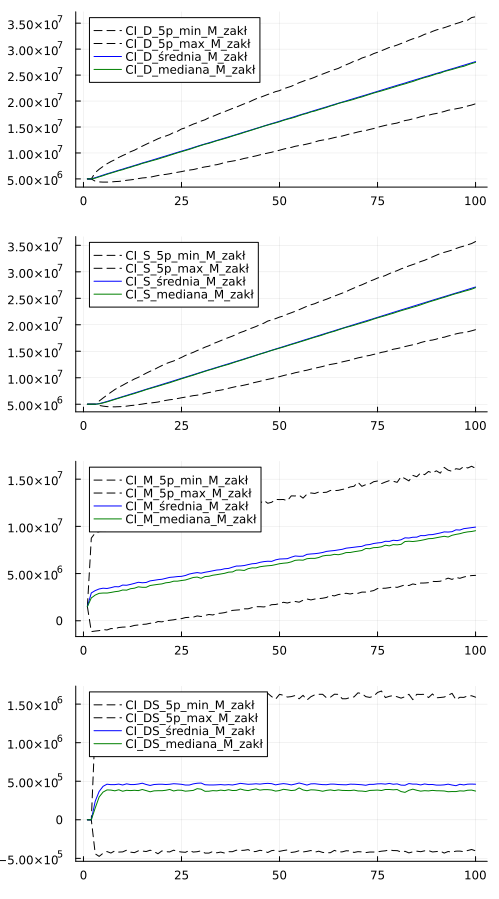 3.50×10⁷
3.00×10⁷
2.50×10⁷
2.00×10⁷
1.50×10⁷
1.00×10⁷
5.00×10⁶
CI_D_5p_min_M_zakł
CI_D_5p_max_M_zakł
CI_D_średnia_M_zakł
CI_D_mediana_M_zakł
0 25 50 75 100
3.50×10⁷
3.00×10⁷
2.50×10⁷
2.00×10⁷
1.50×10⁷
1.00×10⁷
5.00×10⁶
CI_S_5p_min_M_zakł
CI_S_5p_max_M_zakł
CI_S_średnia_M_zakł
CI_S_mediana_M_zakł
0 25 50 75 100
1.50×10⁷
1.00×10⁷
5.00×10⁶
0
CI_M_5p_min_M_zakł
CI_M_5p_max_M_zakł
CI_M_średnia_M_zakł
CI_M_mediana_M_zakł
0 25 50 75 100
1.50×10⁶
1.00×10⁶
5.00×10⁵
0
−5.00×10⁵
CI_DS_5p_min_M_zakł
CI_DS_5p_max_M_zakł
CI_DS_średnia_M_zakł
CI_DS_mediana_M_zakł
0 25 50 75 100